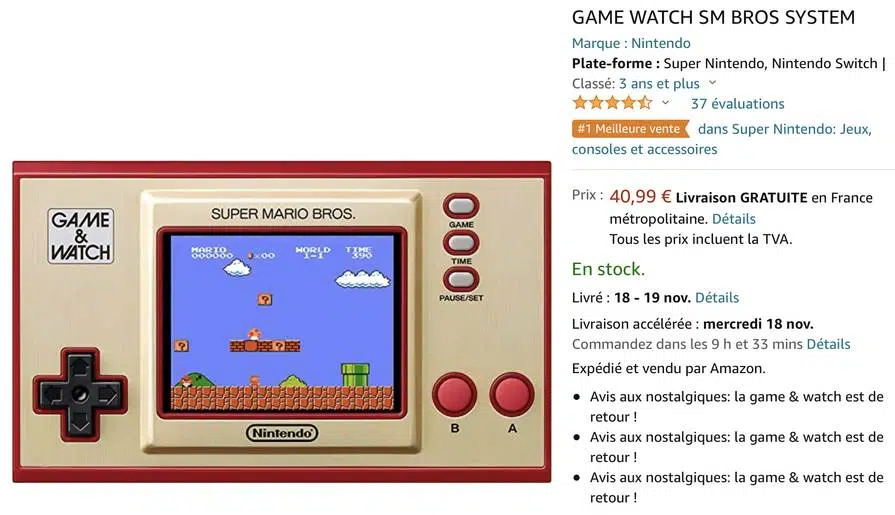 GAME WATCH SM BROS SYSTEM
Marque : Nintendo
Plate-forme : Super Nintendo, Nintendo Switch |
Classé: 3 ans et plus
37 évaluations
#1 Meilleure vente dans Super Nintendo: Jeux,
consoles et accessoires
Prix : 40,99 € Livraison GRATUITE en France
métropolitaine. Détails
Tous les prix incluent la TVA.
En stock.
Livré : 18 - 19 nov. Détails
Livraison accélérée : mercredi 18 nov.
Commandez dans les 9 h et 33 mins Détails
Expédié et vendu par Amazon.
• Avis aux nostalgiques: la game & watch est de
retour !
• Avis aux nostalgiques: la game & watch est de
retour !
• Avis aux nostalgiques: la game & watch est de
retour !
GAME
&
WATCH
SUPER MARIO BROS.
MARIO WORLD TIME
000000 ×00 1-1 390
?
? ?
Nintendo
GAME
TIME
PAUSE/SET
B A